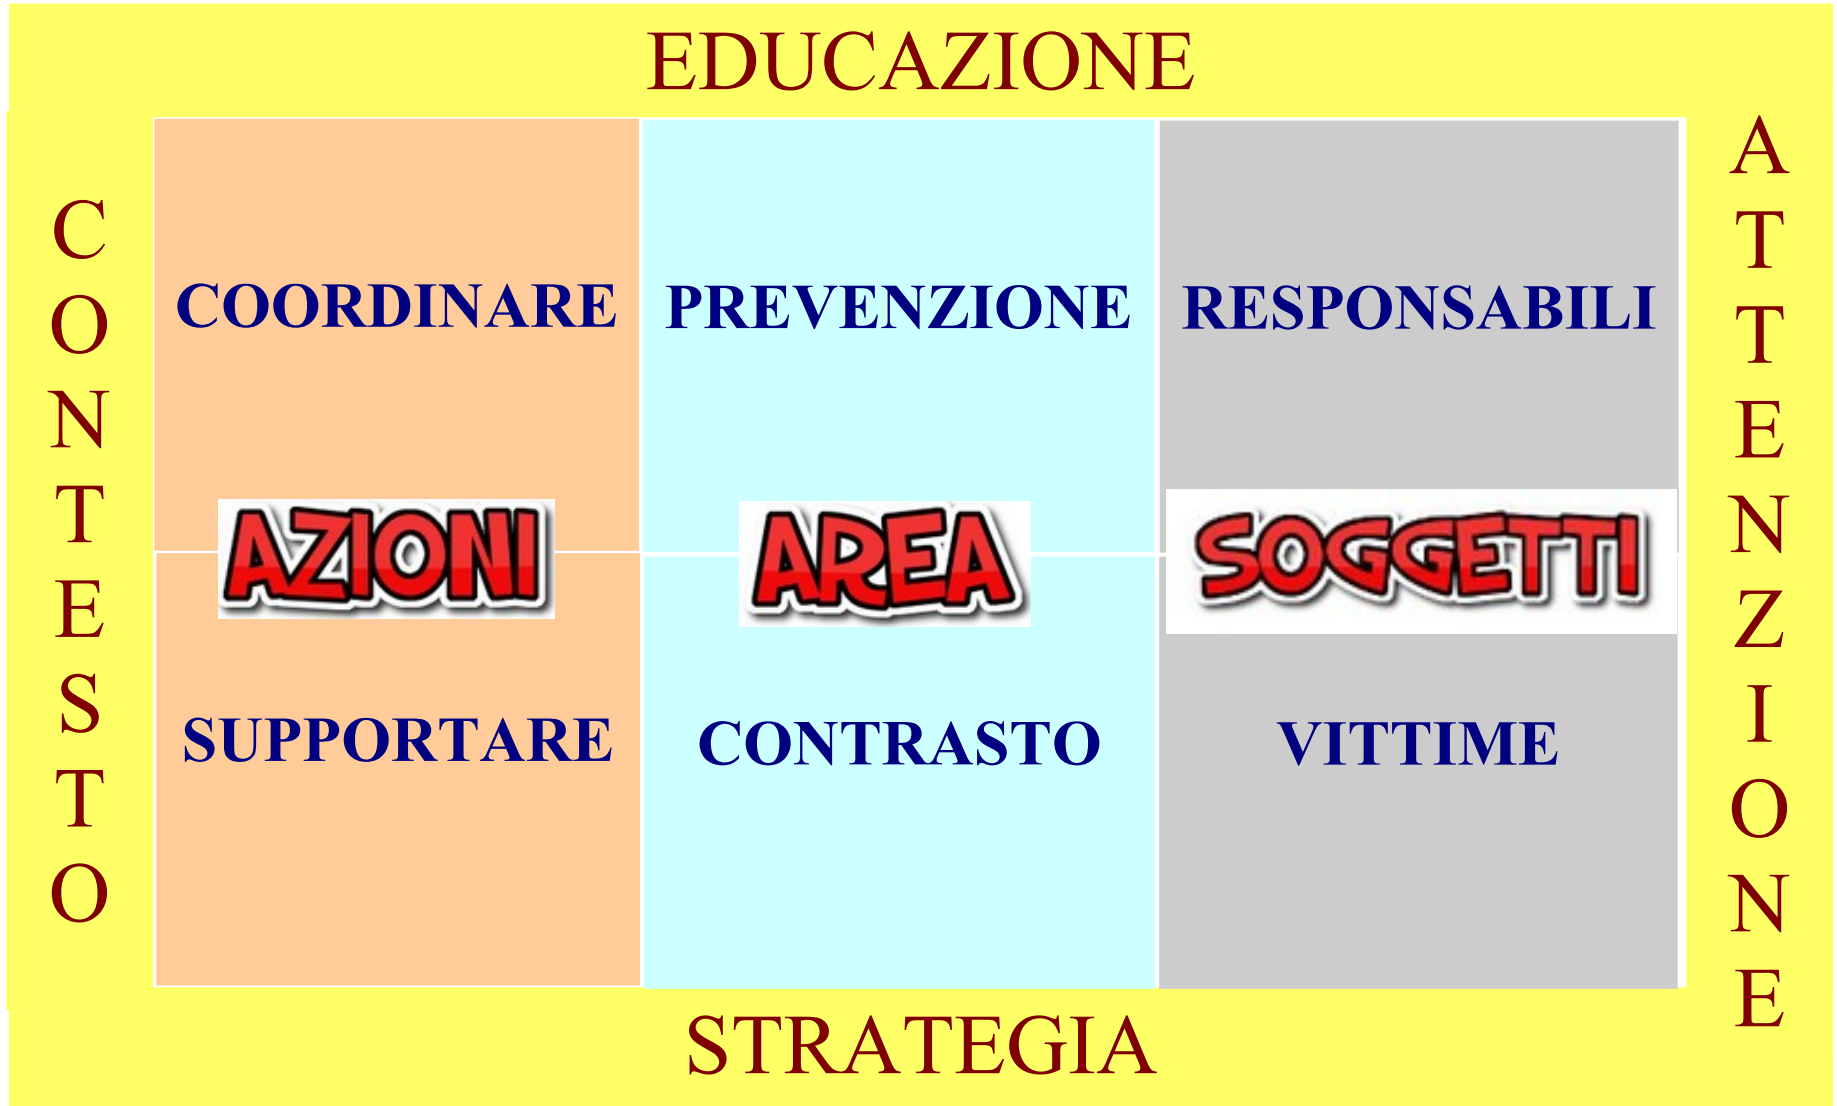 EDUCAZIONE
CONTESTO
COORDINARE
PREVENZIONE
RESPONSABILI
AZIONI
AREA
SOGGETTI
SUPPORTARE
CONTRASTO
VITTIME
ATTENZIONE
STRATEGIA